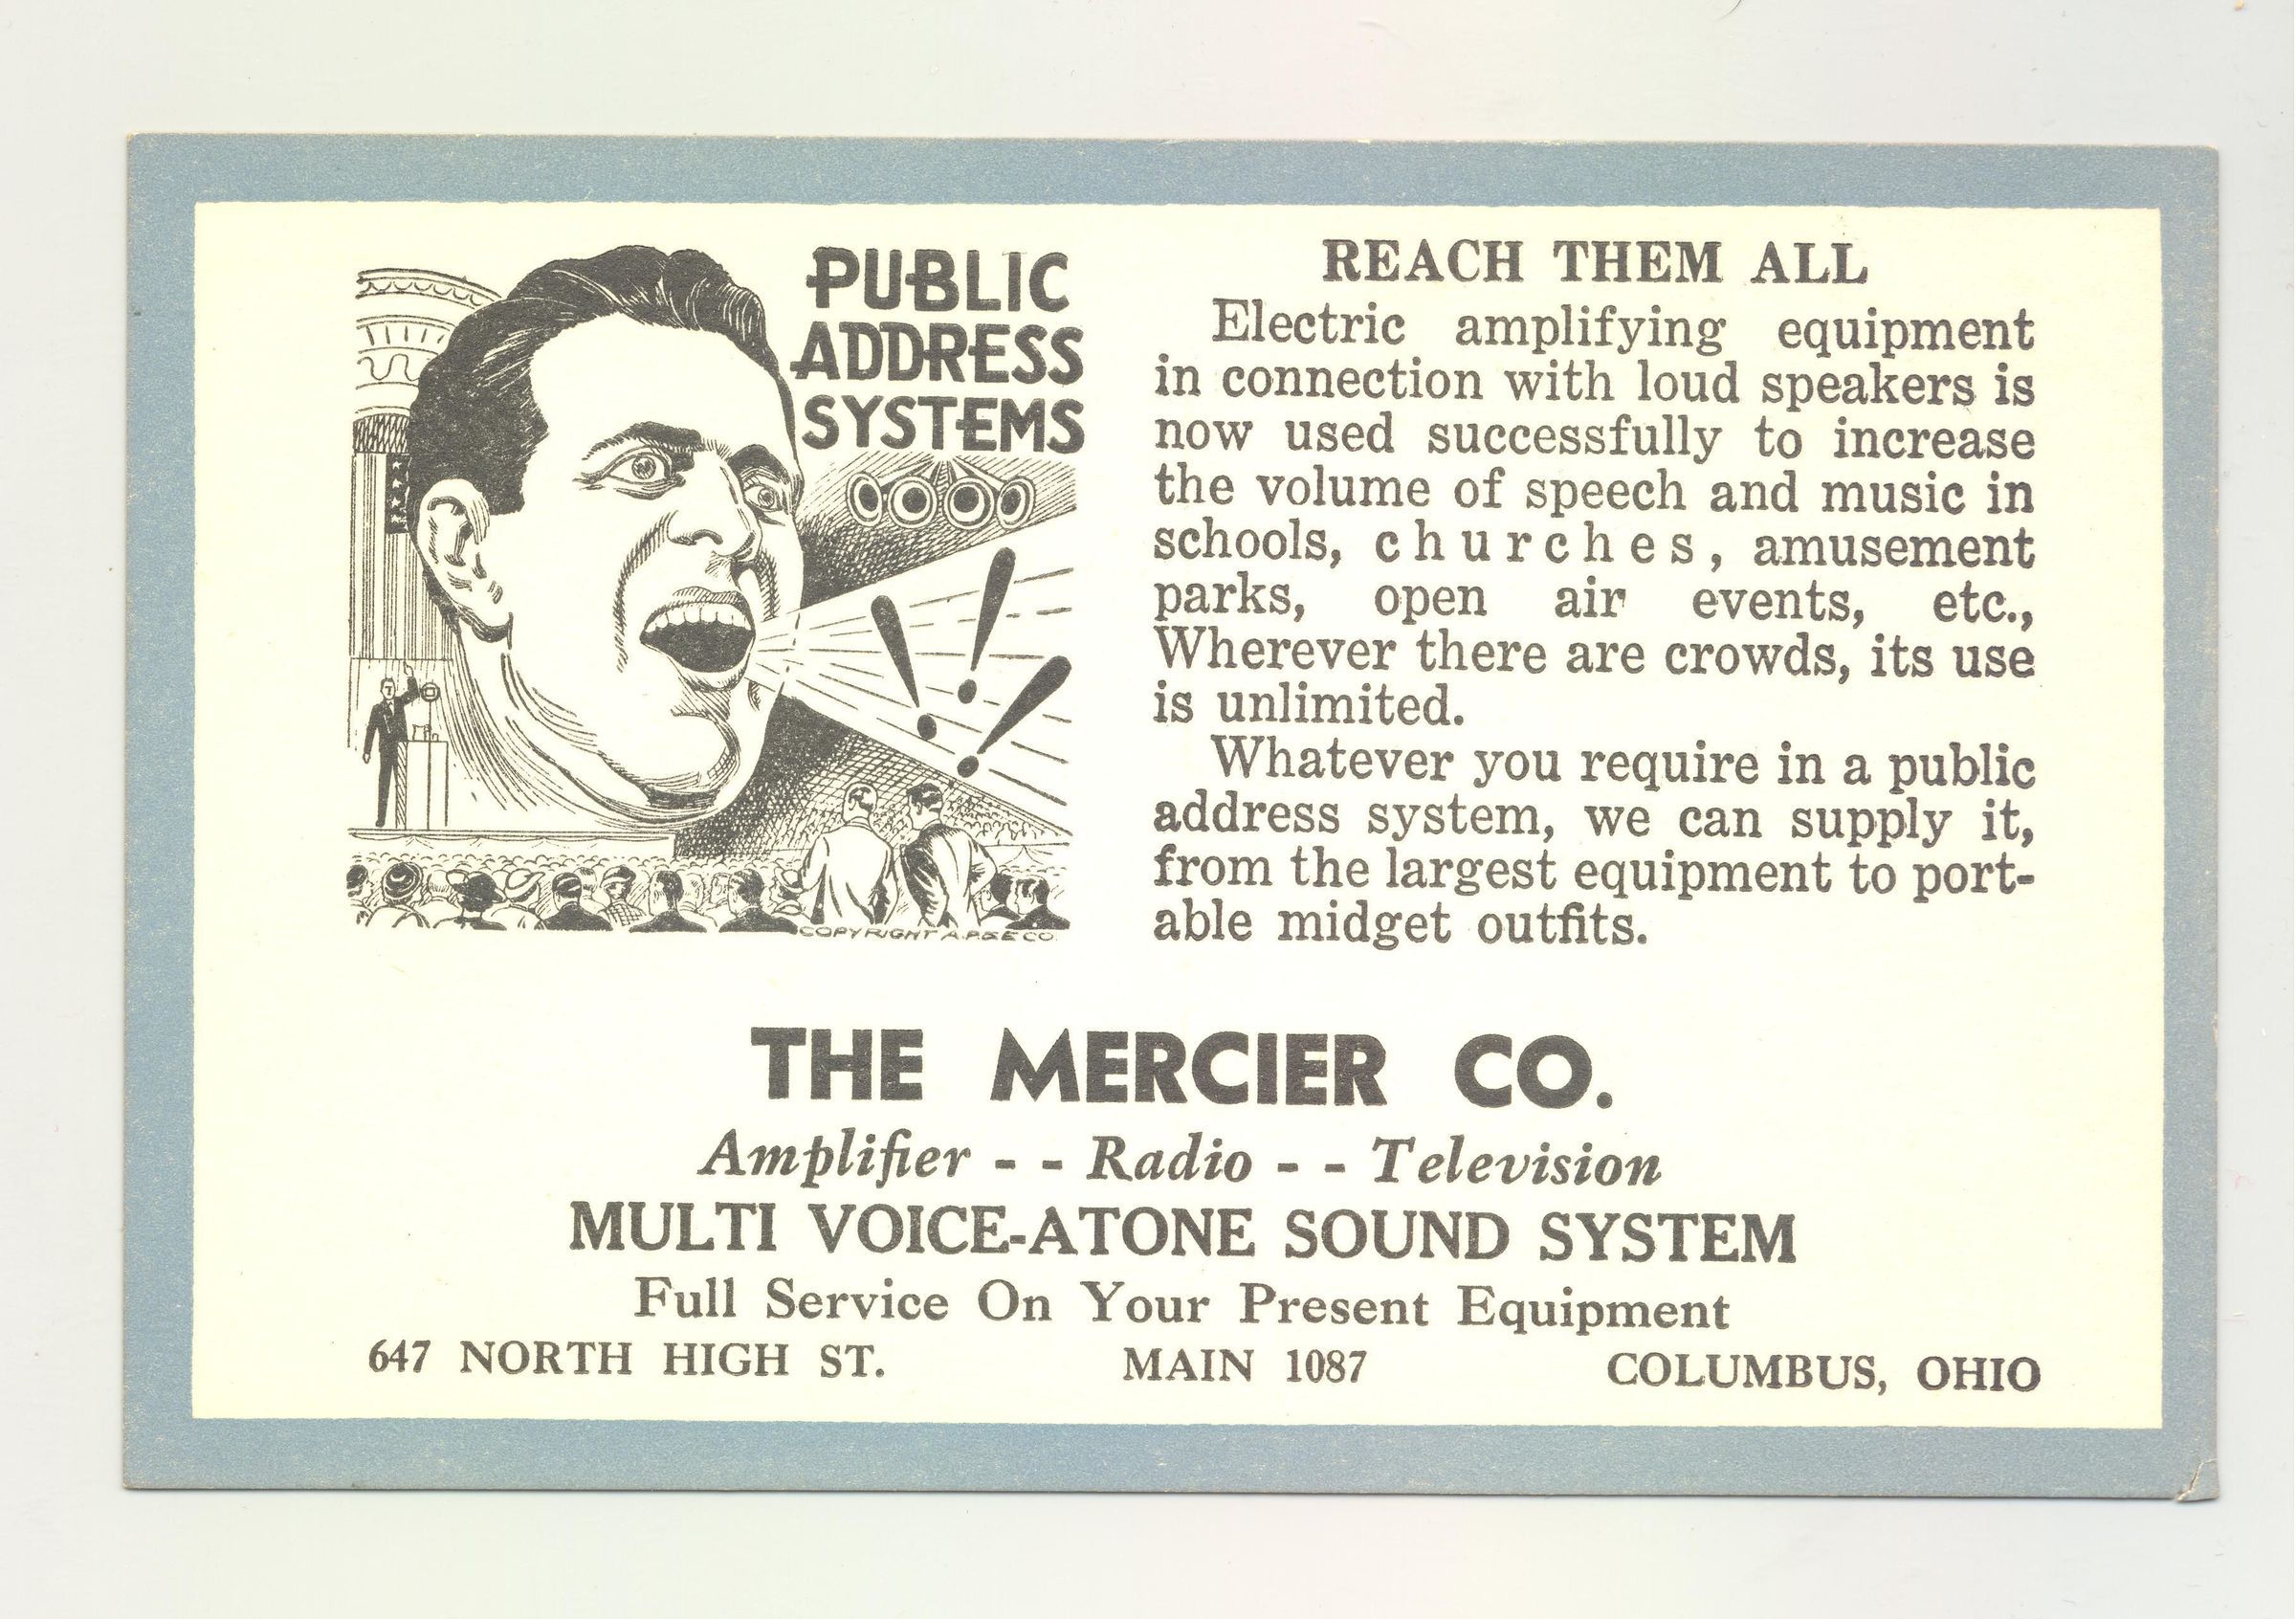 PUBLIC
ADDRESS
SYSTEMS
COPYRIGHT A.P.&E CO.
REACH THEM ALL
Electric amplifying equipment
in connection with loud speakers is
now used successfully to increase
the volume of speech and music in
schools, churches, amusement
parks, open air events, etc.,
Wherever there are crowds, its use
is unlimited.
Whatever you require in a public
address system, we can supply it,
from the largest equipment to port-
able midget outfits.
THE MERCIER CO.
Amplifier - - Radio - - Television
MULTI VOICE-ATONE SOUND SYSTEM
Full Service On Your Present Equipment
647 NORTH HIGH ST. MAIN 1087 COLUMBUS, OHIO